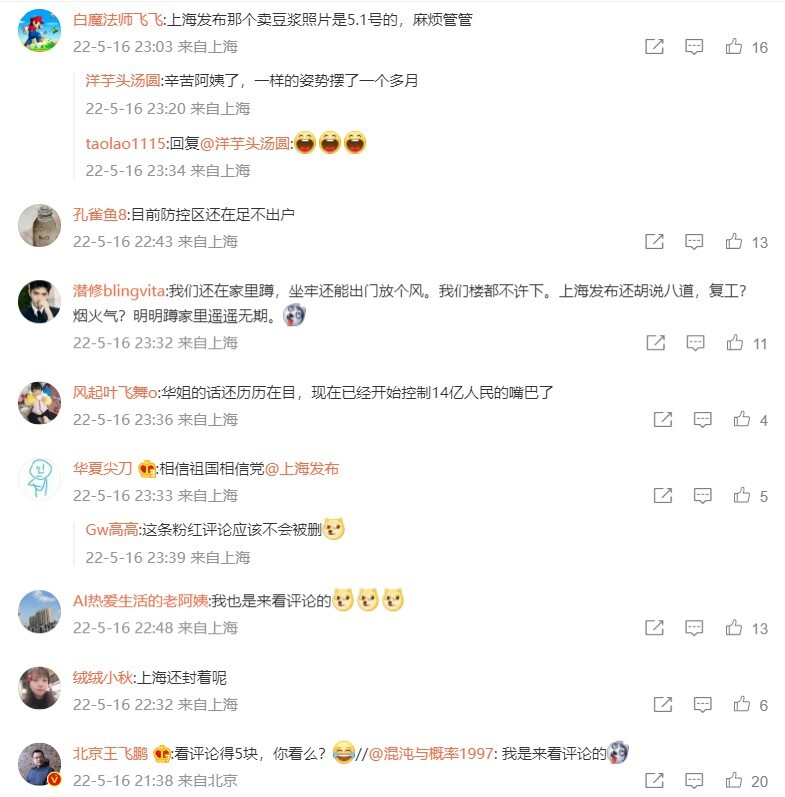 白魔法师飞飞:上海发布那个卖豆浆照片是5.1号的，麻烦管管
22-5-16 23:03 来自上海
16
洋芋头汤圆:辛苦阿姨了，一样的姿势摆了一个多月
22-5-16 23:20 来自上海
taolao1115:回复@洋芋头汤圆:
22-5-16 23:34 来自上海
孔雀鱼8:目前防控区还在足不出户
22-5-16 22:43 来自上海
13
潜修blingvita:我们还在家里蹲，坐牢还能出门放个风。我们楼都不许下。上海发布还胡说八道，复工？
烟火气？明明蹲家里遥遥无期。
22-5-16 23:32 来自上海
11
风起叶飞舞o:华姐的话还历历在目，现在已经开始控制14亿人民的嘴巴了
22-5-16 23:36 来自上海
4
华夏尖刀:相信祖国相信党@上海发布
22-5-16 23:33 来自上海
5
Gw高高:这条粉红评论应该不会被删
22-5-16 23:39 来自上海
AI热爱生活的老阿姨:我也是来看评论的
22-5-16 22:48 来自上海
13
绒绒小秋:上海还封着呢
22-5-16 22:32 来自上海
6
北京王飞鹏:看评论得5块，你看么？//@混沌与概率1997: 我是来看评论的
22-5-16 21:38 来自北京
20